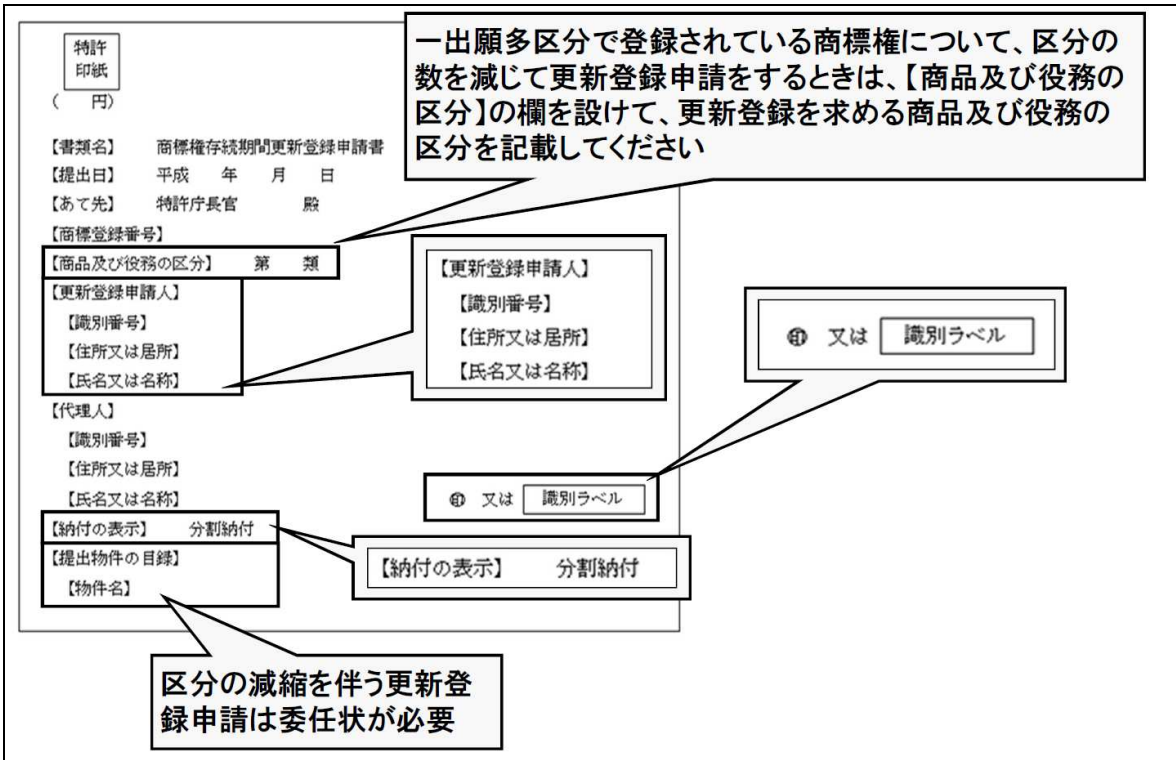 特許
印紙
(　円)
一出願多区分で登録されている商標権について、区分の
数を減じて更新登録申請をするときは、【商品及び役務の
区分】の欄を設けて、更新登録を求める商品及び役務の
区分を記載してください
【書類名】　商標権存続期間更新登録申請書
【提出日】　平成　年　月　日
【あて先】　特許庁長官　殿
【商標登録番号】
【商品及び役務の区分】　第　類
【更新登録申請人】
【識別番号】
【住所又は居所】
【氏名又は名称】
【更新登録申請人】
【識別番号】
【住所又は居所】
【氏名又は名称】
㊞　又は　識別ラベル
【代理人】
【識別番号】
【住所又は居所】
【氏名又は名称】
㊞　又は　識別ラベル
【納付の表示】　分割納付
【納付の表示】　分割納付
【提出物件の目録】
【物件名】
区分の減縮を伴う更新登
録申請は委任状が必要